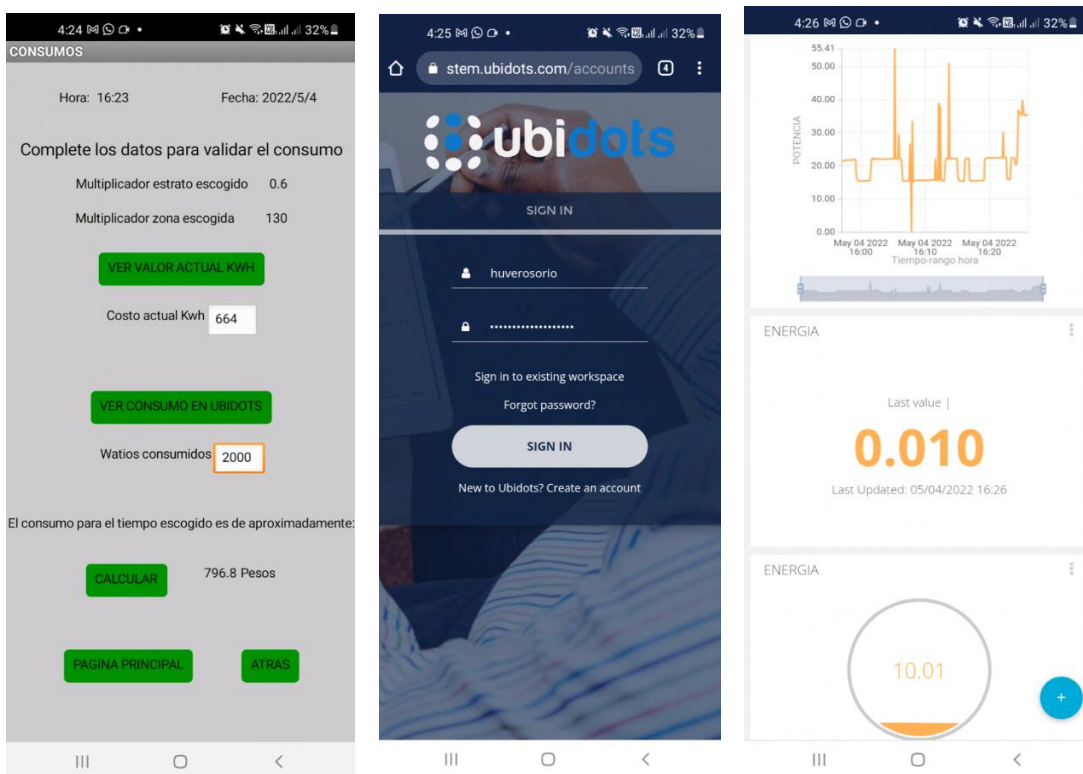 4:24
32%
CONSUMOS
Hora: 16:23 Fecha: 2022/5/4
Complete los datos para validar el consumo
Multiplicador estrato escogido 0.6
Multiplicador zona escogida 130
VER VALOR ACTUAL KWH
Costo actual Kwh 664
VER CONSUMO EN UBIDOTS
Watios consumidos 2000
El consumo para el tiempo escogido es de aproximadamente:
CALCULAR 796.8 Pesos
PAGINA PRINCIPAL ATRAS
4:25
32%
stem.ubidots.com/accounts 4
ubidots
SIGN IN
huverosorio
Sign in to existing workspace
Forgot password?
SIGN IN
New to Ubidots? Create an account
4:26
32%
55.41
50.00
40.00
30.00
20.00
10.00
0.00
POTENCIA
May 04 2022 May 04 2022 May 04 2022
16:00 16:10 16:20
Tiempo-rango hora
ENERGIA
Last value |
0.010
Last Updated: 05/04/2022 16:26
ENERGIA
10.01
+